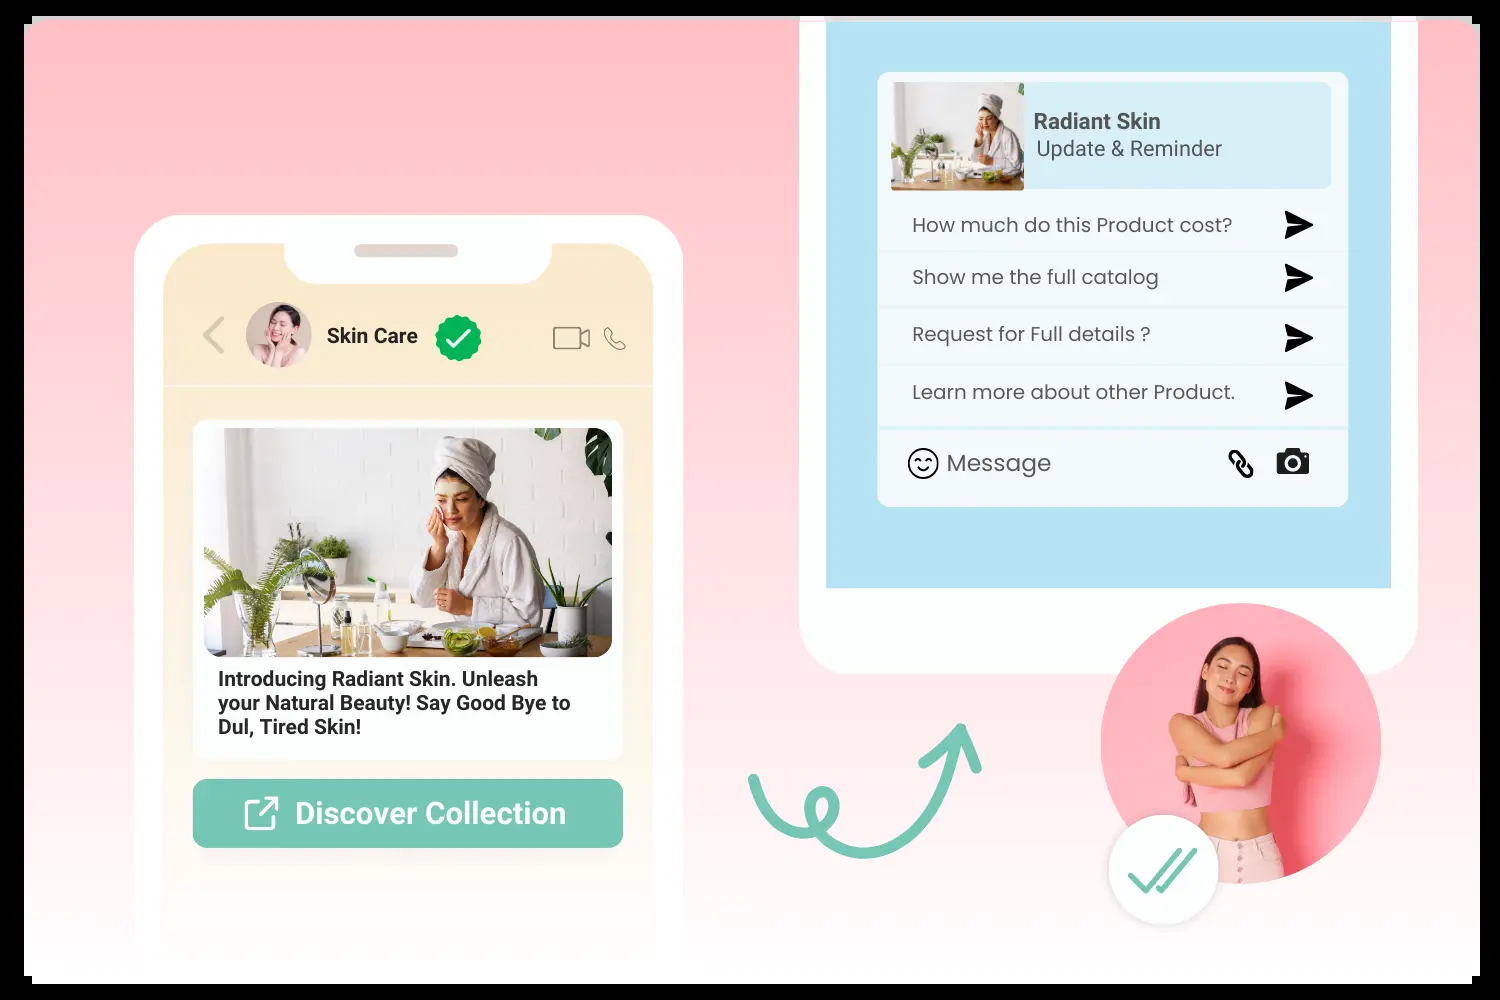 Skin Care
Introducing Radiant Skin. Unleash
your Natural Beauty! Say Good Bye to
Dul, Tired Skin!
Discover Collection
Radiant Skin
Update & Reminder
How much do this Product cost?
Show me the full catalog
Request for Full details ?
Learn more about other Product.
Message